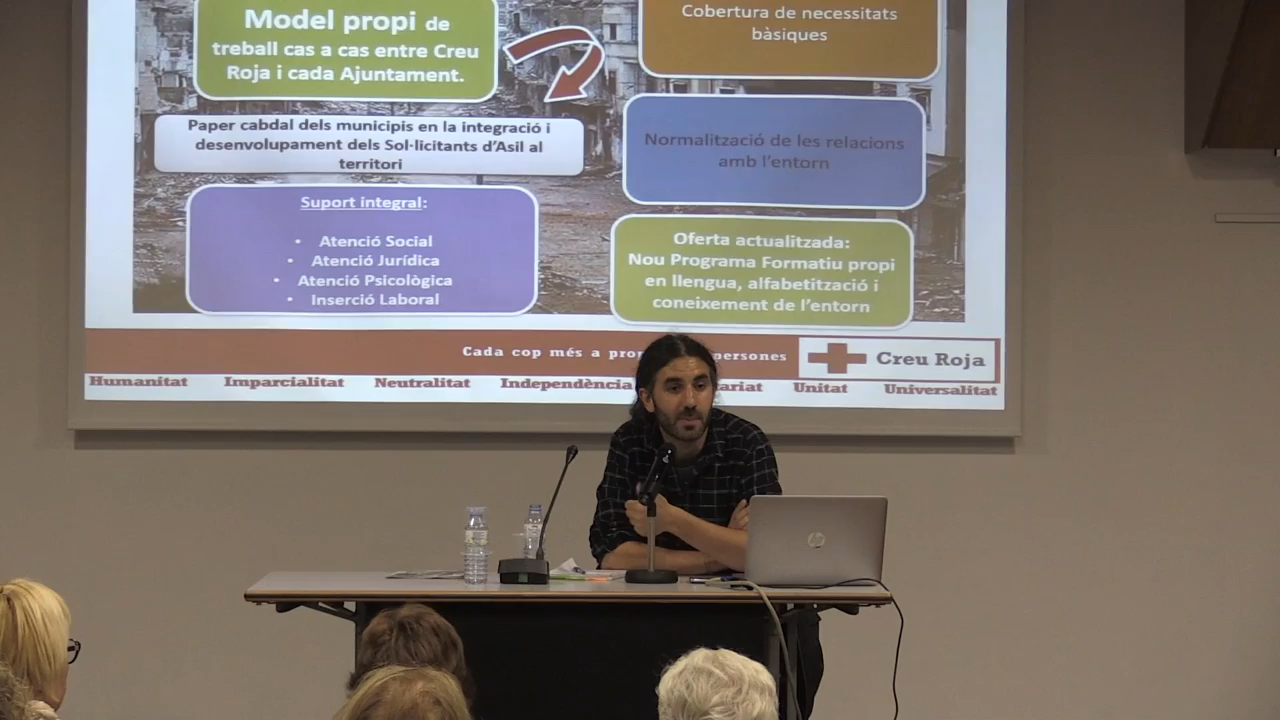 Model propi de
treball cas a cas entre Creu
Roja i cada Ajuntament.
Cobertura de necessitats
bàsiques
Paper cabdal dels municipis en la integració i
desenvolupament dels Sol·licitants d'Asil al
territori
Normalització de les relacions
amb l'entorn
Suport integral:
• Atenció Social
• Atenció Jurídica
• Atenció Psicològica
• Inserció Laboral
Oferta actualitzada:
Nou Programa Formatiu propi
en llengua, alfabetització i
coneixement de l'entorn
Cada cop més a persones
Creu Roja
Humanitat Imparcialitat Neutralitat Independència Unitat Universalitat
hp